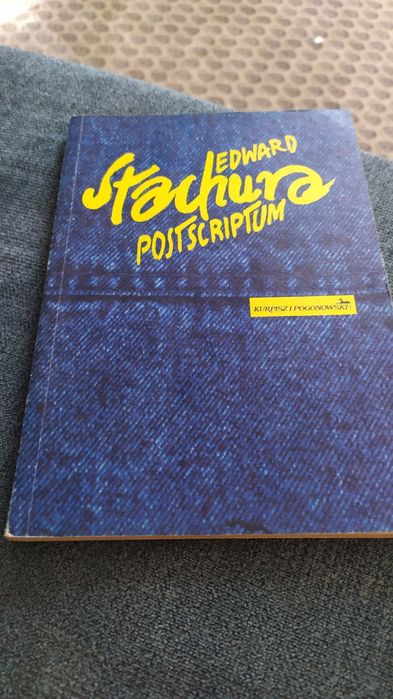 EDWARD
Stachura
POSTSCRIPTUM
KURPISZ I POGONOWSKI